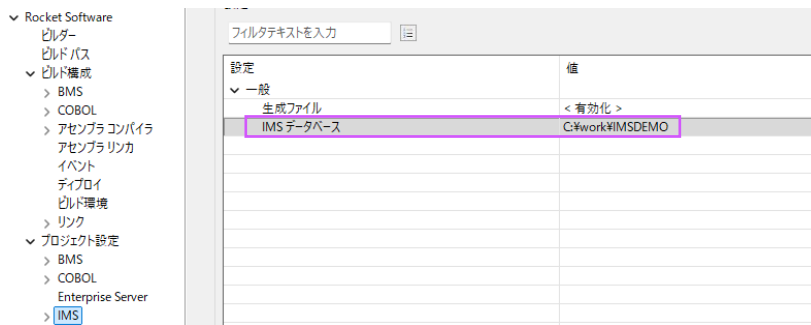 Rocket Software
ビルダー
ビルド パス
ビルド構成
BMS
COBOL
アセンブラ コンパイラ
アセンブラ リンカ
イベント
ディプロイ
ビルド環境
リンク
プロジェクト設定
BMS
COBOL
Enterprise Server
IMS
フィルタテキストを入力
設定 値
一般
生成ファイル < 有効化 >
IMS データベース C:¥work¥IMSDEMO